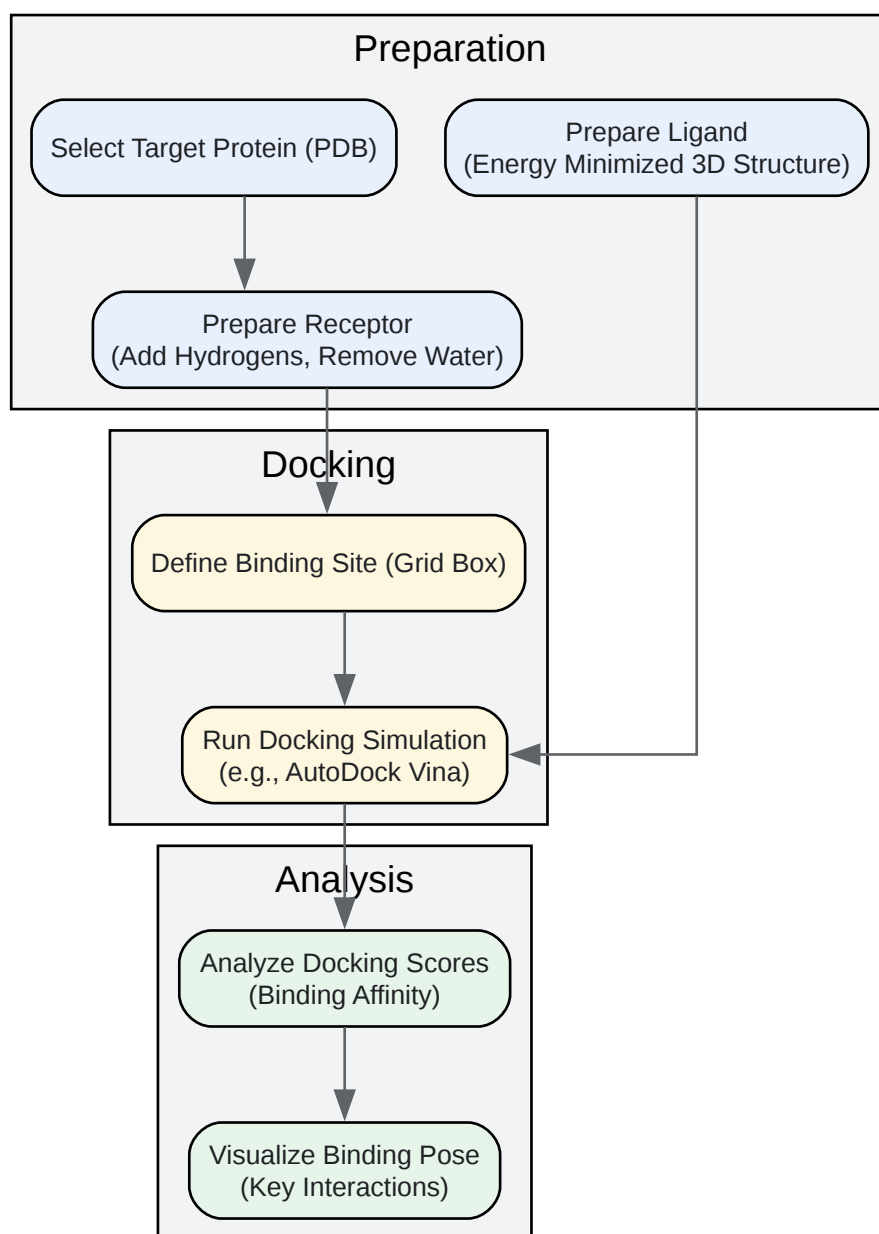 Preparation
Select Target Protein (PDB)
Prepare Ligand
(Energy Minimized 3D Structure)
Prepare Receptor
(Add Hydrogens, Remove Water)
Docking
Define Binding Site (Grid Box)
Run Docking Simulation
(e.g., AutoDock Vina)
Analysis
Analyze Docking Scores
(Binding Affinity)
Visualize Binding Pose
(Key Interactions)